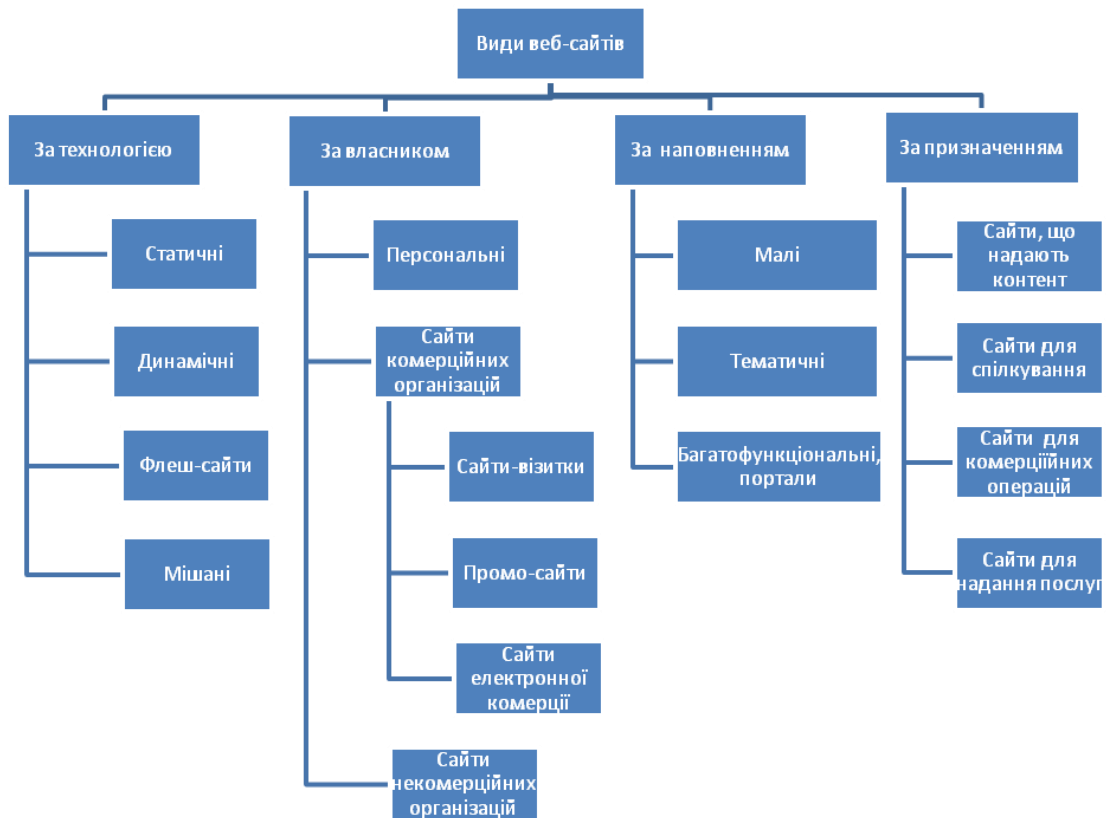 Види веб-сайтів
За технологією
Статичні
Динамічні
Флеш-сайти
Мішані
За власником
Персональні
Сайти
комерційних
організацій
Сайти-візитки
Промо-сайти
Сайти
електронної
комерції
Сайти
некомерційних
організацій
За наповненням
Малі
Тематичні
Багатофункціональні,
портали
За призначенням
Сайти, що
надають
контент
Сайти для
спілкування
Сайти для
комерціійних
операцій
Сайти для
надання послуг